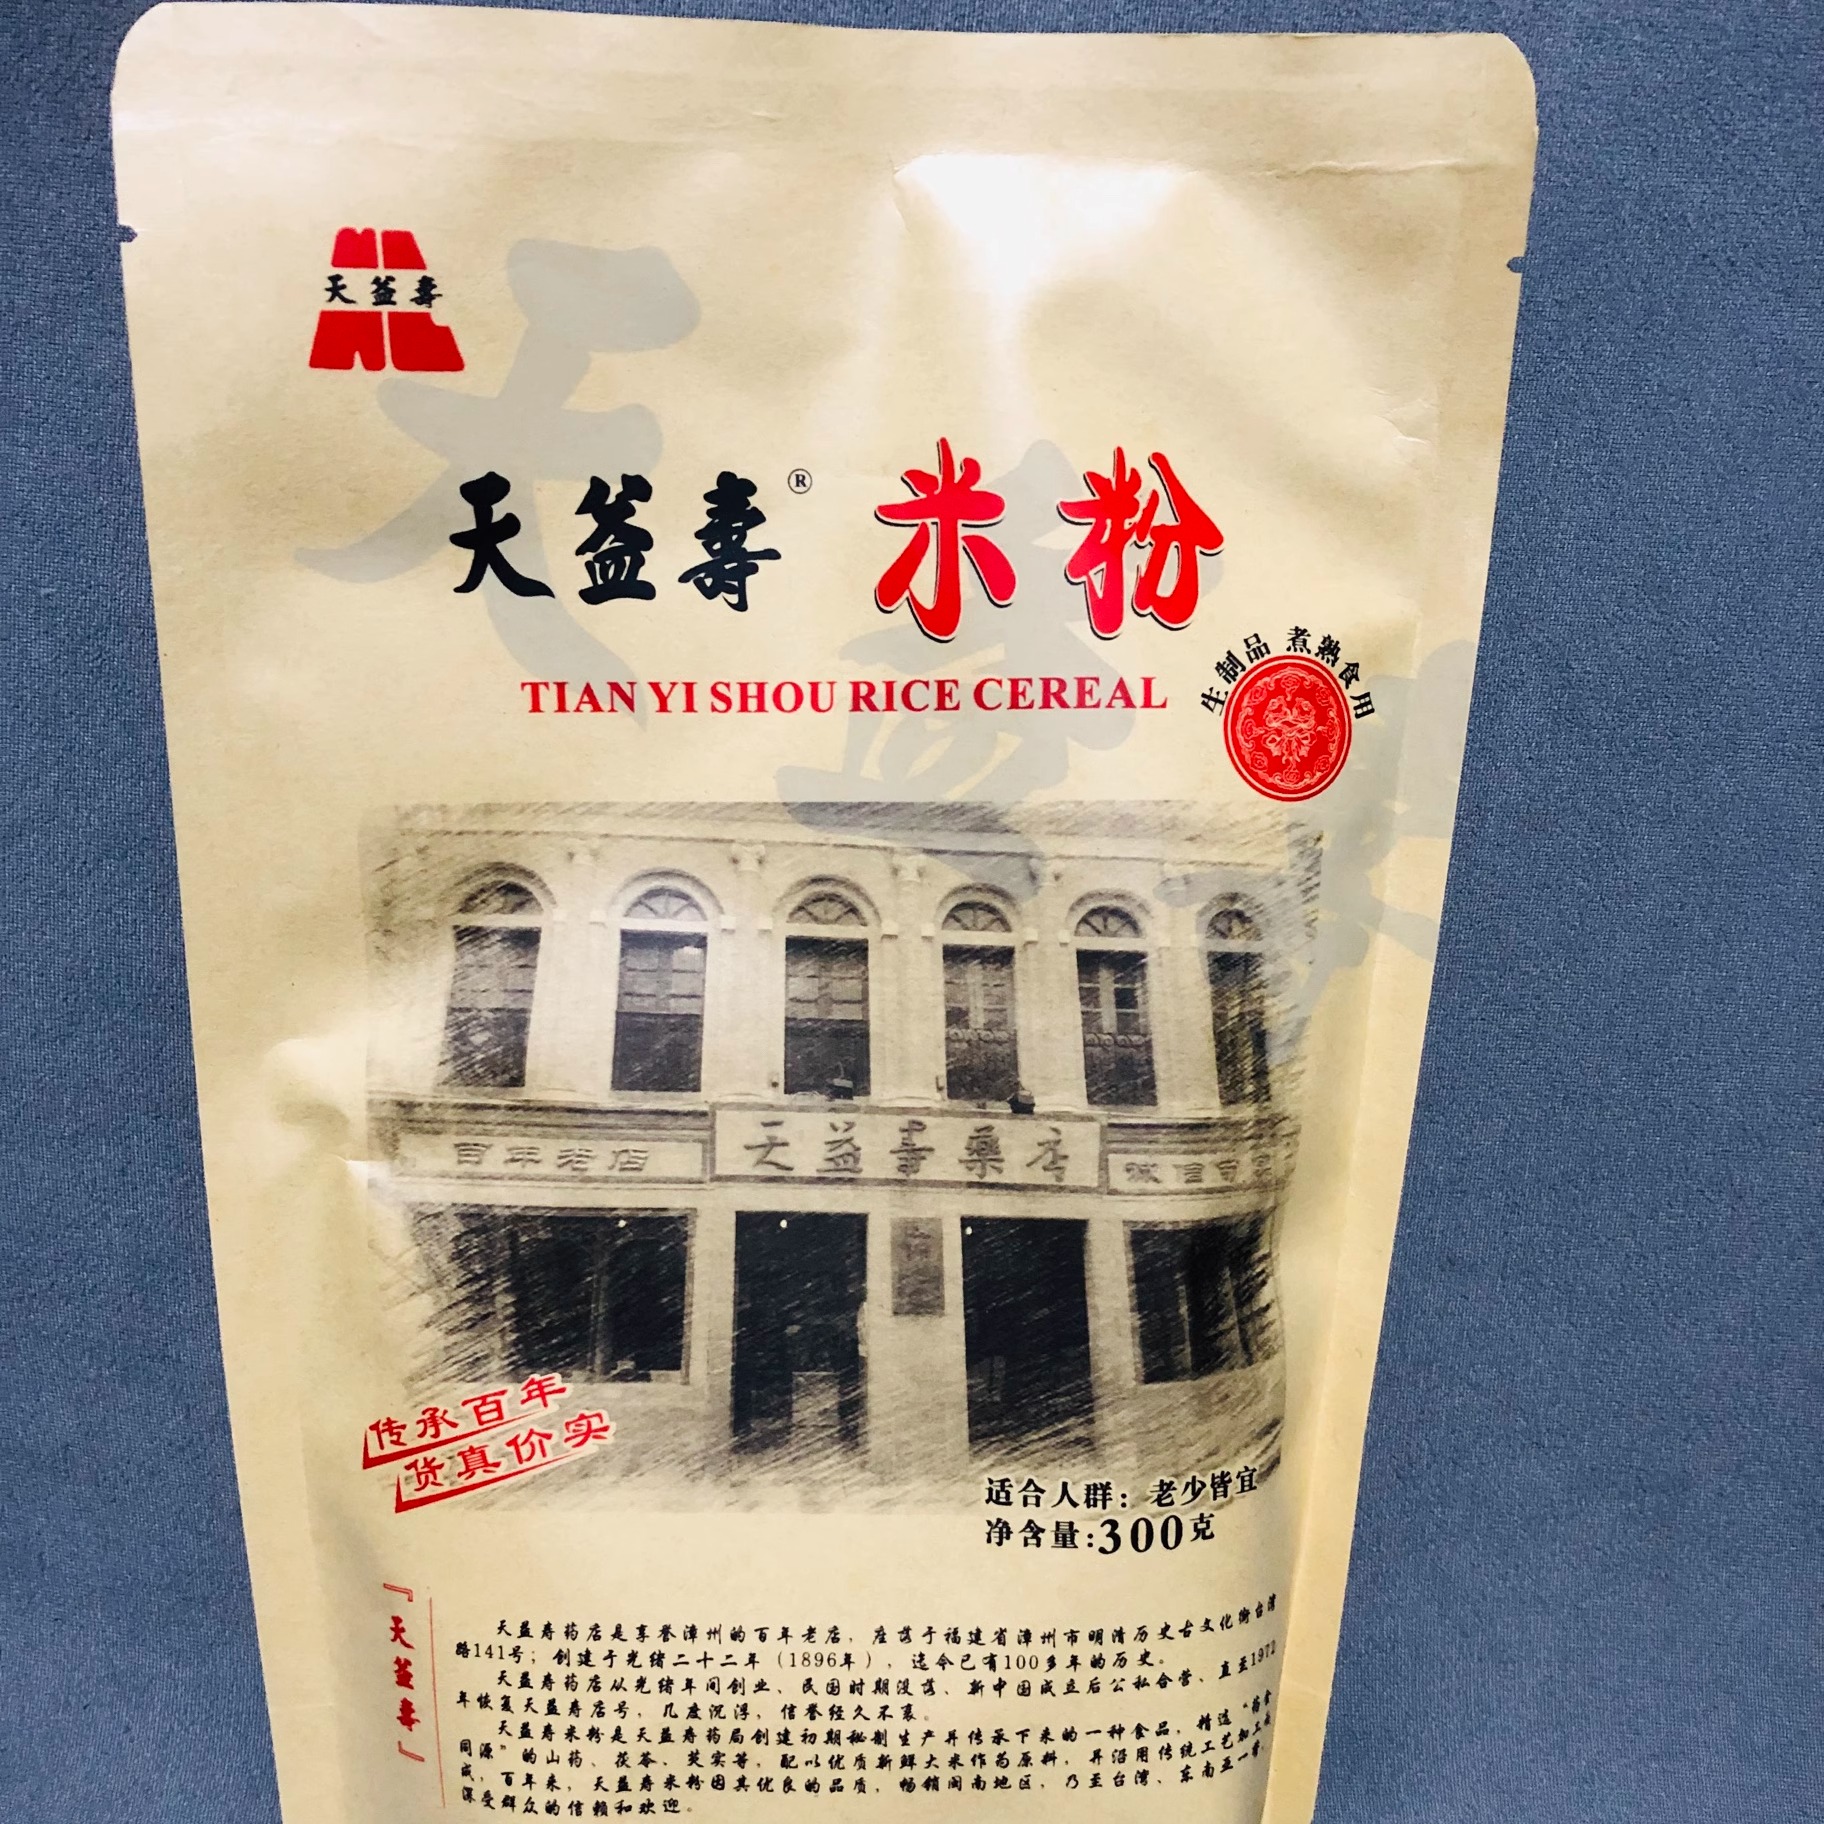 天益壽
天益壽® 米粉
TIAN YI SHOU RICE CEREAL
生制品 煮熟食用
百年老店
天益壽藥店
诚信守
传承百年
货真价实
适合人群：老少皆宜
净含量:300克
『天益壽』
天益寿药店是享誉漳州的百年老店，座落于福建省漳州市明清历史古文化街台湾
路141号；创建于光绪二十二年（1896年），迄今已有100多年的历史。
天益寿药店从光绪年间创业、民国时期没落、新中国成立后公私合营、直至1972
年恢复天益寿店号，几度沉浮，信誉经久不衰。
天益寿米粉是天益寿药局创建初期秘制生产并传承下来的一种食品，精选“药食
同源”的山药、茯苓、芡实等，配以优质新鲜大米作为原料，并沿用传统工艺加工而
成，百年来，天益寿米粉因其优良的品质，畅销闽南地区，乃至台湾、东南亚一带，
深受群众的信赖和欢迎。